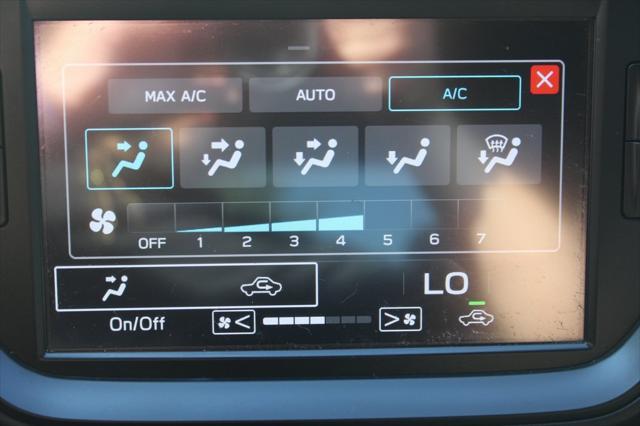 MAX A/C AUTO A/C
OFF 1 2 3 4 5 6 7
LO
On/Off < >